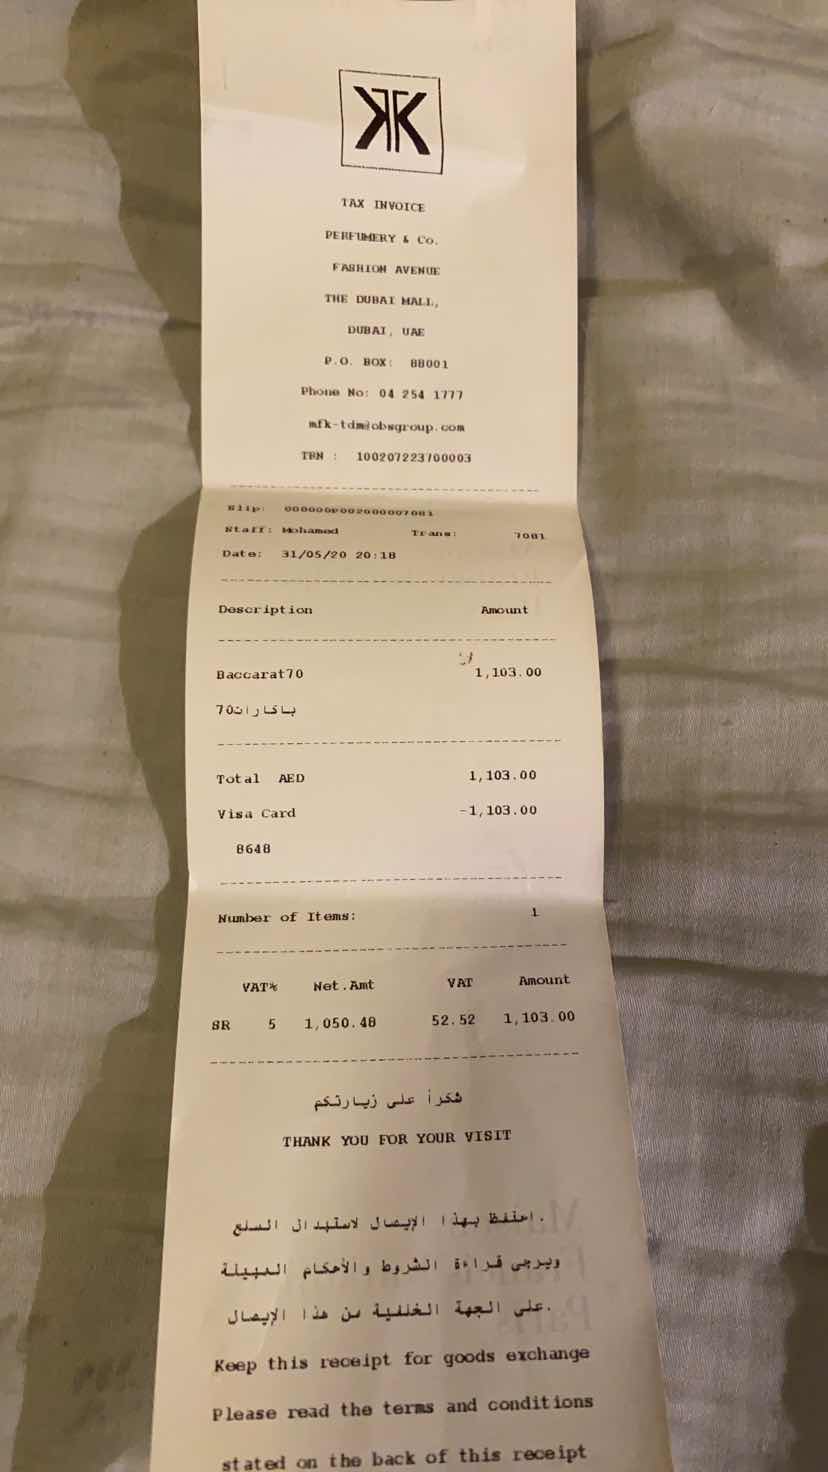 TAX INVOICE
PERFUMERY & Co.
FASHION AVENUE
THE DUBAI MALL,
DUBAI, UAE
P.O. BOX: 88001
Phone No: 04 254 1777
mfk-tdm@obsgroup.com
TRN : 100207223700003
Slip: 000000P002000007081
Staff: Mohamed Trans: 7081
Date: 31/05/20 20:18
Description Amount
Baccarat70 1,103.00
باكارات70
Total AED 1,103.00
Visa Card -1,103.00
8648
Number of Items: 1
VAT% Net.Amt VAT Amount
SR 5 1,050.48 52.52 1,103.00
شكراً على زيارتكم
THANK YOU FOR YOUR VISIT
احتفظ بهذا الإيصال لاستبدال السلع.
ويرجى قراءة الشروط والأحكام المبينة
على الجهة الخلفية من هذا الإيصال.
Keep this receipt for goods exchange
Please read the terms and conditions
stated on the back of this receipt